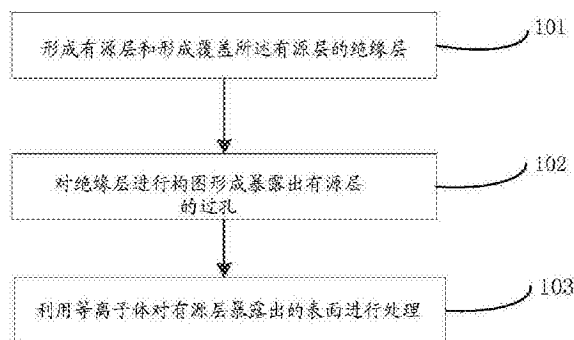 形成有源层和形成覆盖所述有源层的绝缘层
101
对绝缘层进行构图形成暴露出有源层
的过孔
102
利用等离子体对有源层暴露出的表面进行处理
103